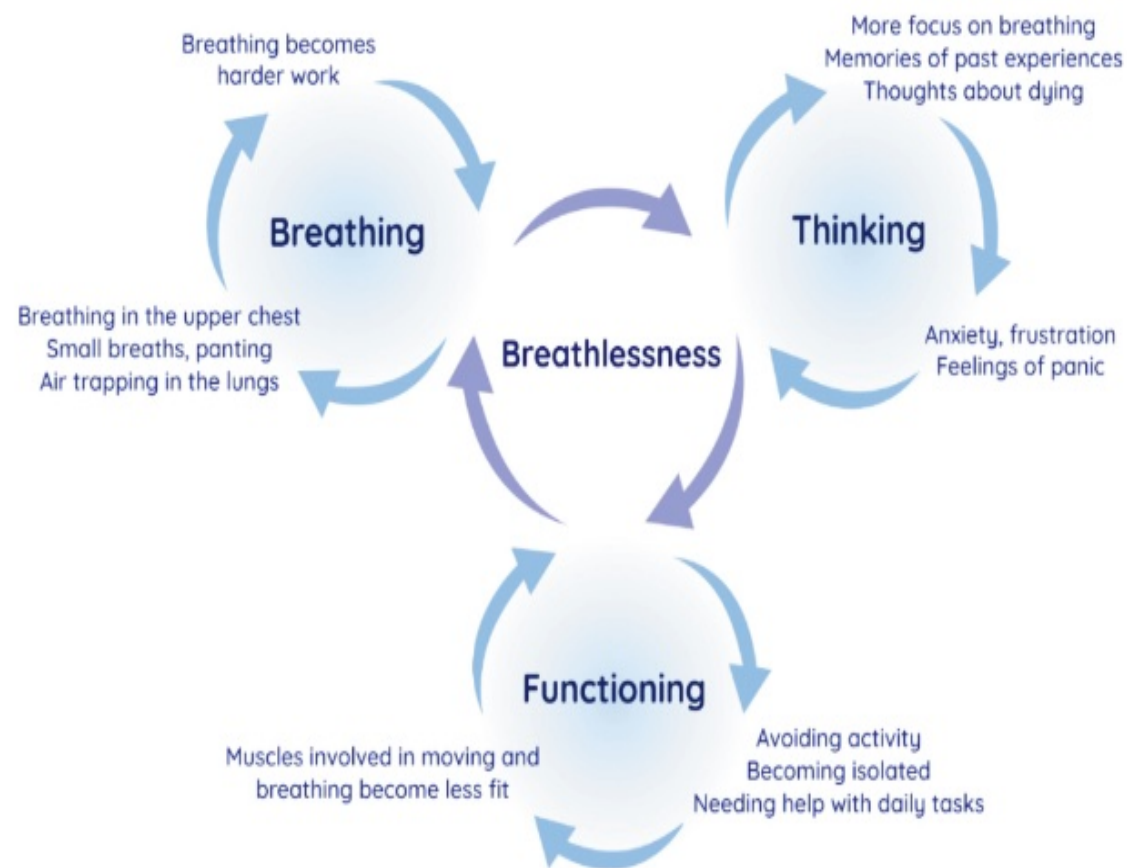 Breathing becomes
harder work
Breathing
Breathing in the upper chest
Small breaths, panting
Air trapping in the lungs
More focus on breathing
Memories of past experiences
Thoughts about dying
Thinking
Anxiety, frustration
Feelings of panic
Breathlessness
Functioning
Avoiding activity
Becoming isolated
Needing help with daily tasks
Muscles involved in moving and
breathing become less fit